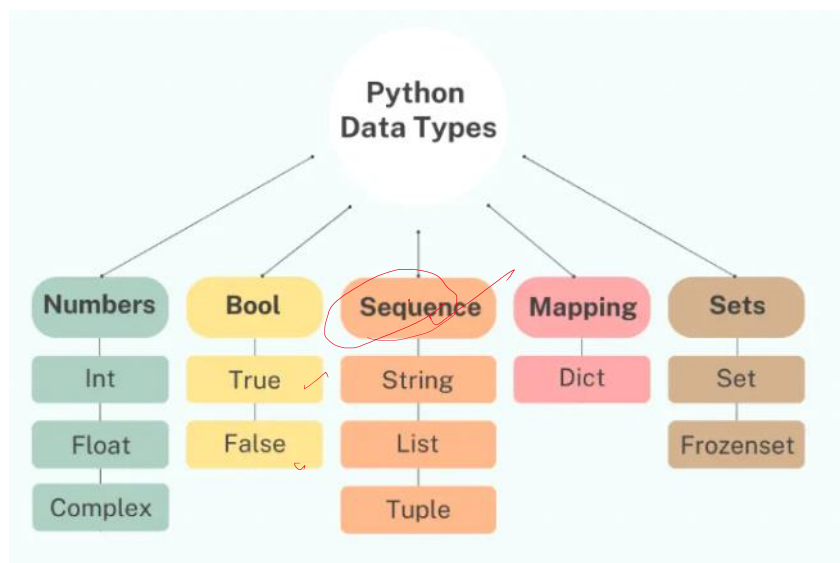 Python
Data Types
Numbers
Bool
Sequence
Mapping
Sets
Int
True
String
Dict
Set
Float
False
List
Frozenset
Complex
Tuple